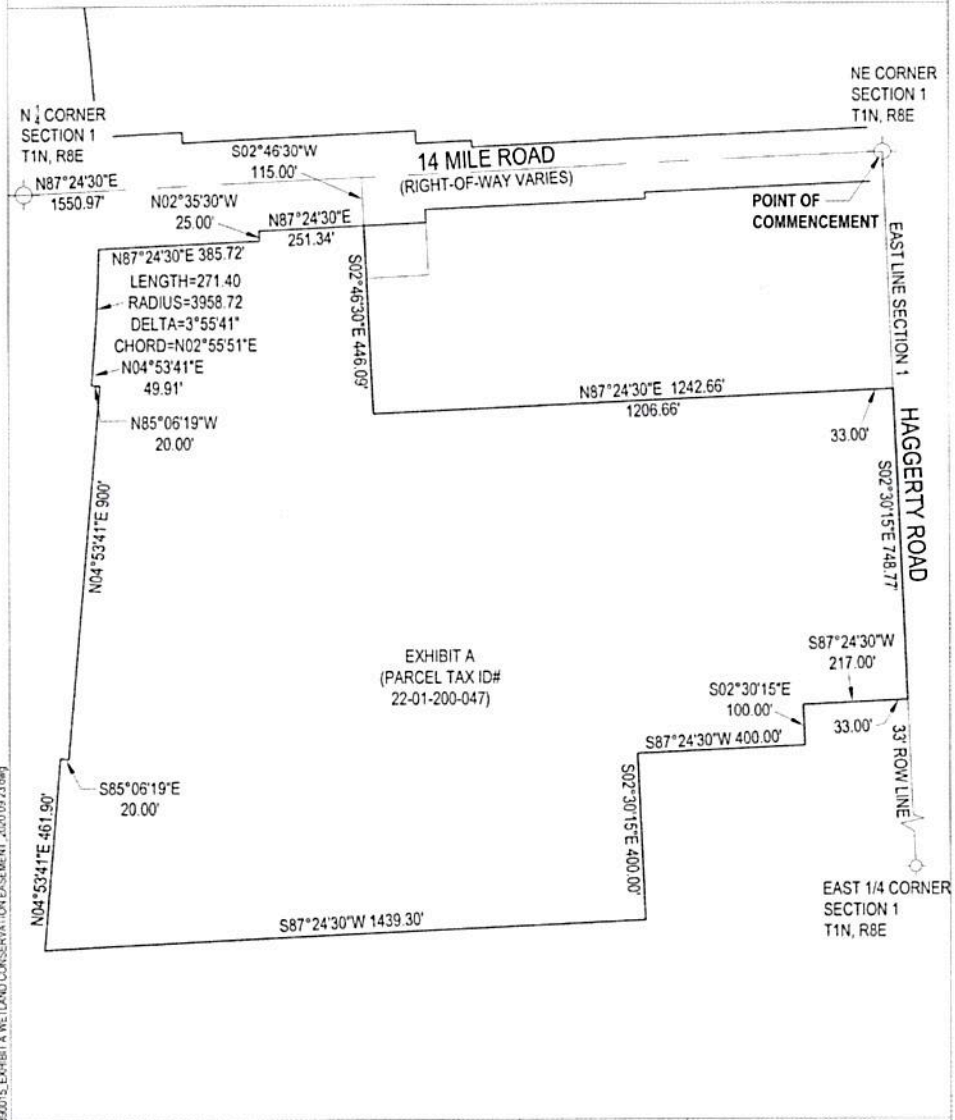 NE CORNER
SECTION 1
T1N, R8E
N 1/4 CORNER
SECTION 1
T1N, R8E
N87°24'30"E
1550.97'
S02°46'30"W
115.00'
14 MILE ROAD
(RIGHT-OF-WAY VARIES)
POINT OF
COMMENCEMENT
N02°35'30"W
25.00'
N87°24'30"E
251.34'
EAST LINE SECTION 1
N87°24'30"E 385.72'
LENGTH=271.40
RADIUS=3958.72
DELTA=3°55'41"
CHORD=N02°55'51"E
N04°53'41"E
49.91'
S02°46'30"E 446.09'
N85°06'19"W
20.00'
N87°24'30"E 1242.66'
1206.66'
33.00'
HAGGERTY ROAD
S02°30'15"E 748.77'
N04°53'41"E 900'
EXHIBIT A
(PARCEL TAX ID#
22-01-200-047)
S87°24'30"W
217.00'
S02°30'15"E
100.00'
33.00'
S87°24'30"W 400.00'
33' ROW LINE
S85°06'19"E
20.00'
S02°30'15"E 400.00'
N04°53'41"E 461.90'
S87°24'30"W 1439.30'
EAST 1/4 CORNER
SECTION 1
T1N, R8E
EXHIBIT A WETLAND CONSERVATION EASEMENT